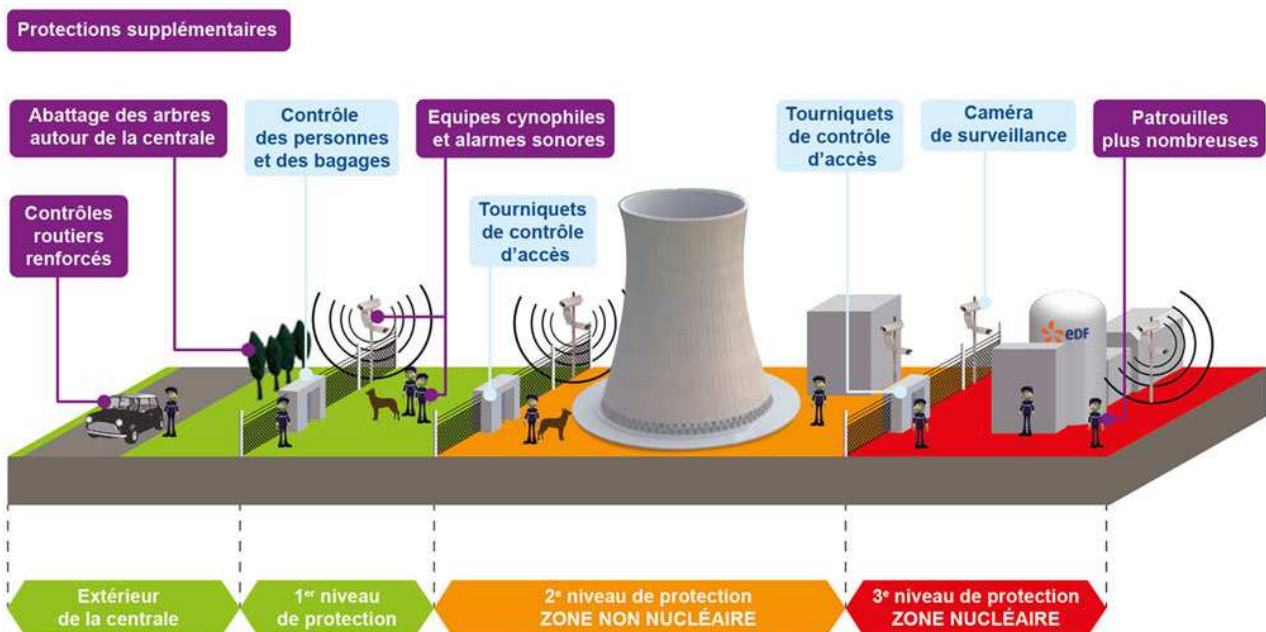 Protections supplémentaires
Abattage des arbres
autour de la centrale
Contrôle
des personnes
et des bagages
Equipes cynophiles
et alarmes sonores
Tourniquets
de contrôle
d'accès
Caméra
de surveillance
Patrouilles
plus nombreuses
Contrôles
routiers
renforcés
Tourniquets
de contrôle
d'accès
eDF
Extérieur
de la centrale
1er niveau
de protection
2e niveau de protection
ZONE NON NUCLÉAIRE
3e niveau de protection
ZONE NUCLÉAIRE